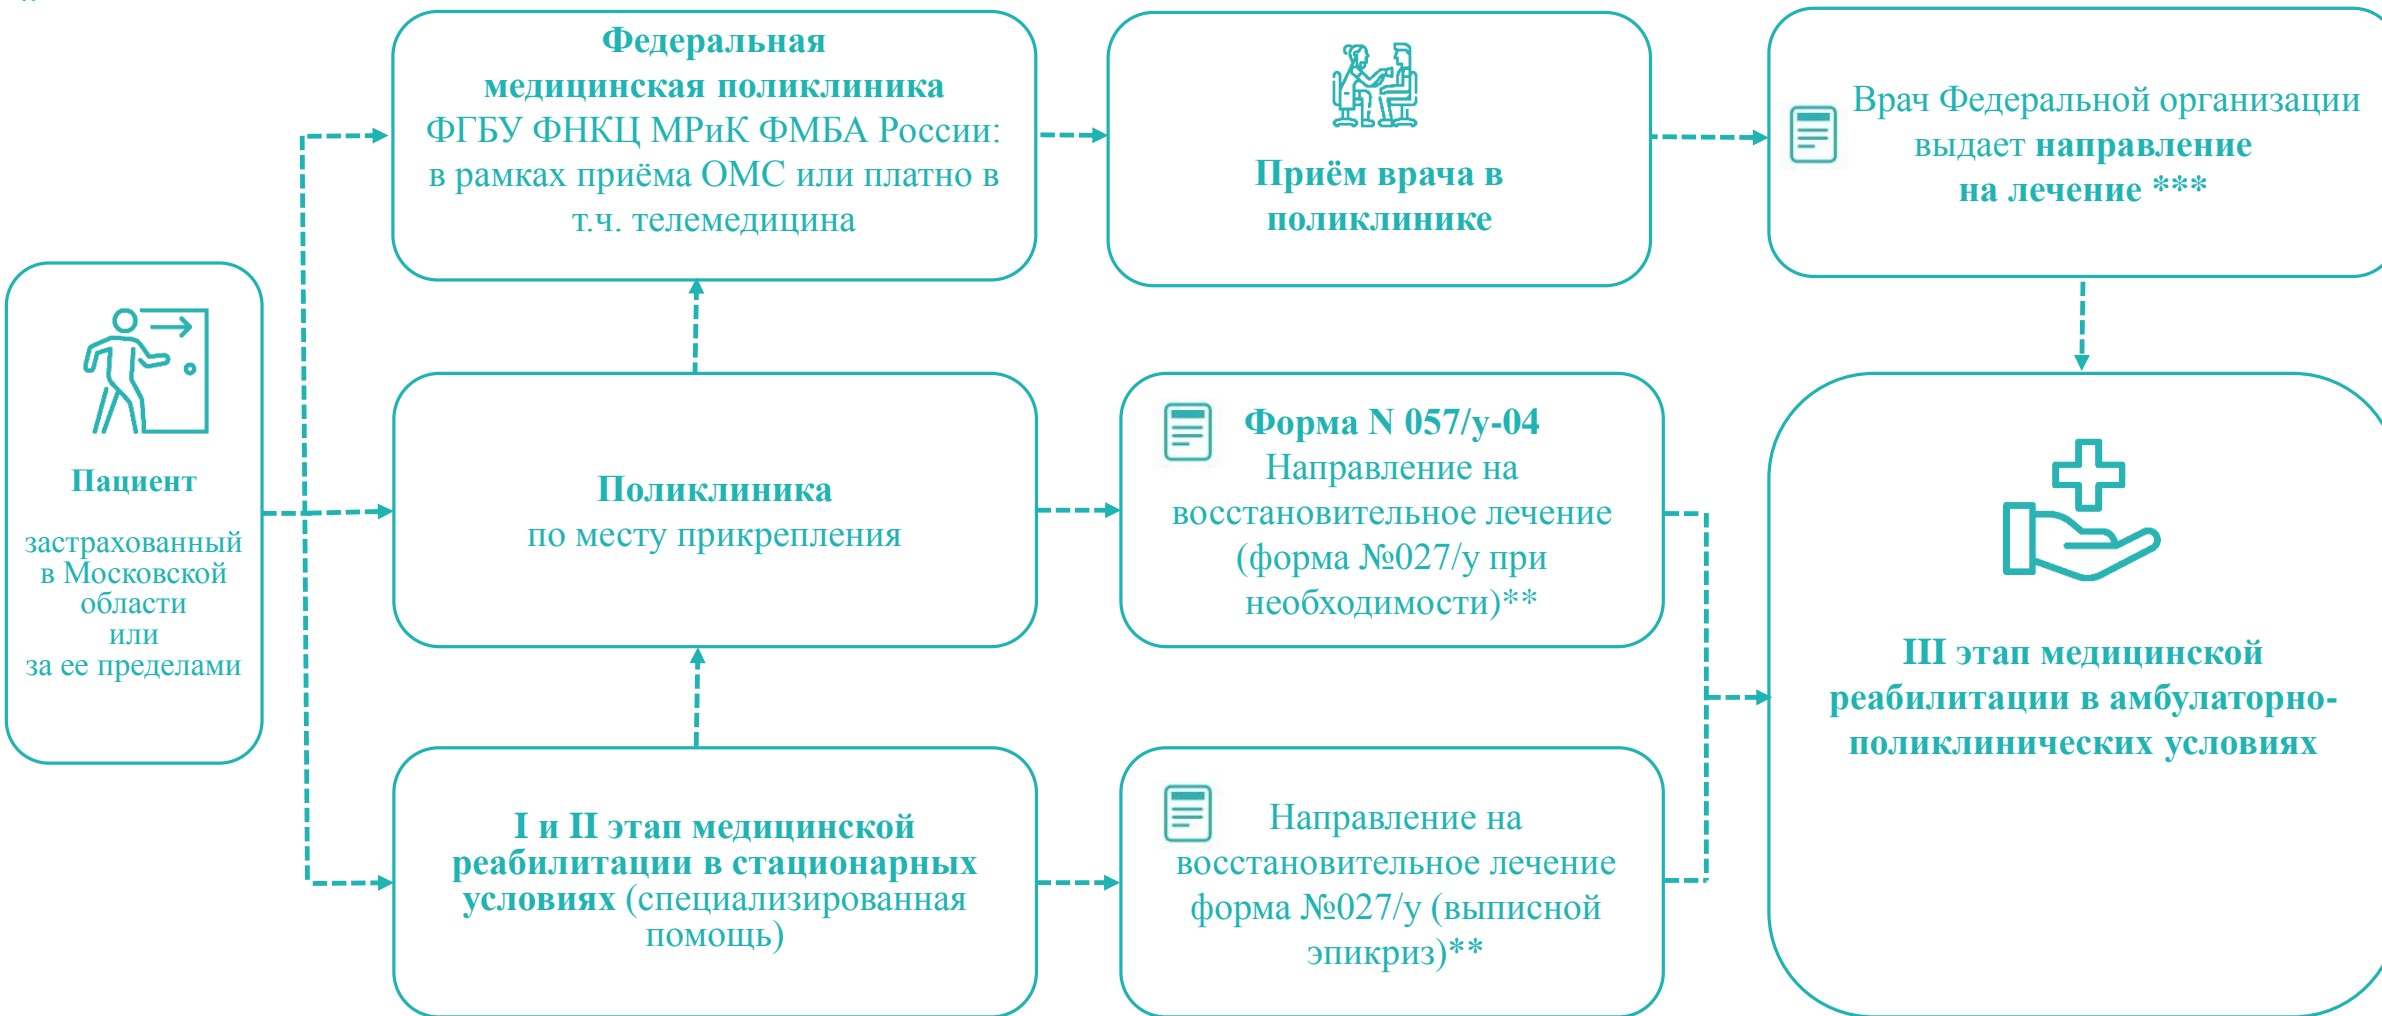 Федеральная
медицинская поликлиника
ФГБУ ФНКЦ МРиК ФМБА России:
в рамках приёма ОМС или платно в
т.ч. телемедицина
Приём врача в
поликлинике
Врач Федеральной организации
выдает направление
на лечение ***
Пациент
застрахованный
в Московской
области
или
за ее пределами
Поликлиника
по месту прикрепления
Форма N 057/у-04
Направление на
восстановительное лечение
(форма №027/у при
необходимости)**
I и II этап медицинской
реабилитации в стационарных
условиях (специализированная
помощь)
Направление на
восстановительное лечение
форма №027/у (выписной
эпикриз)**
III этап медицинской
реабилитации в амбулаторно-
поликлинических условиях